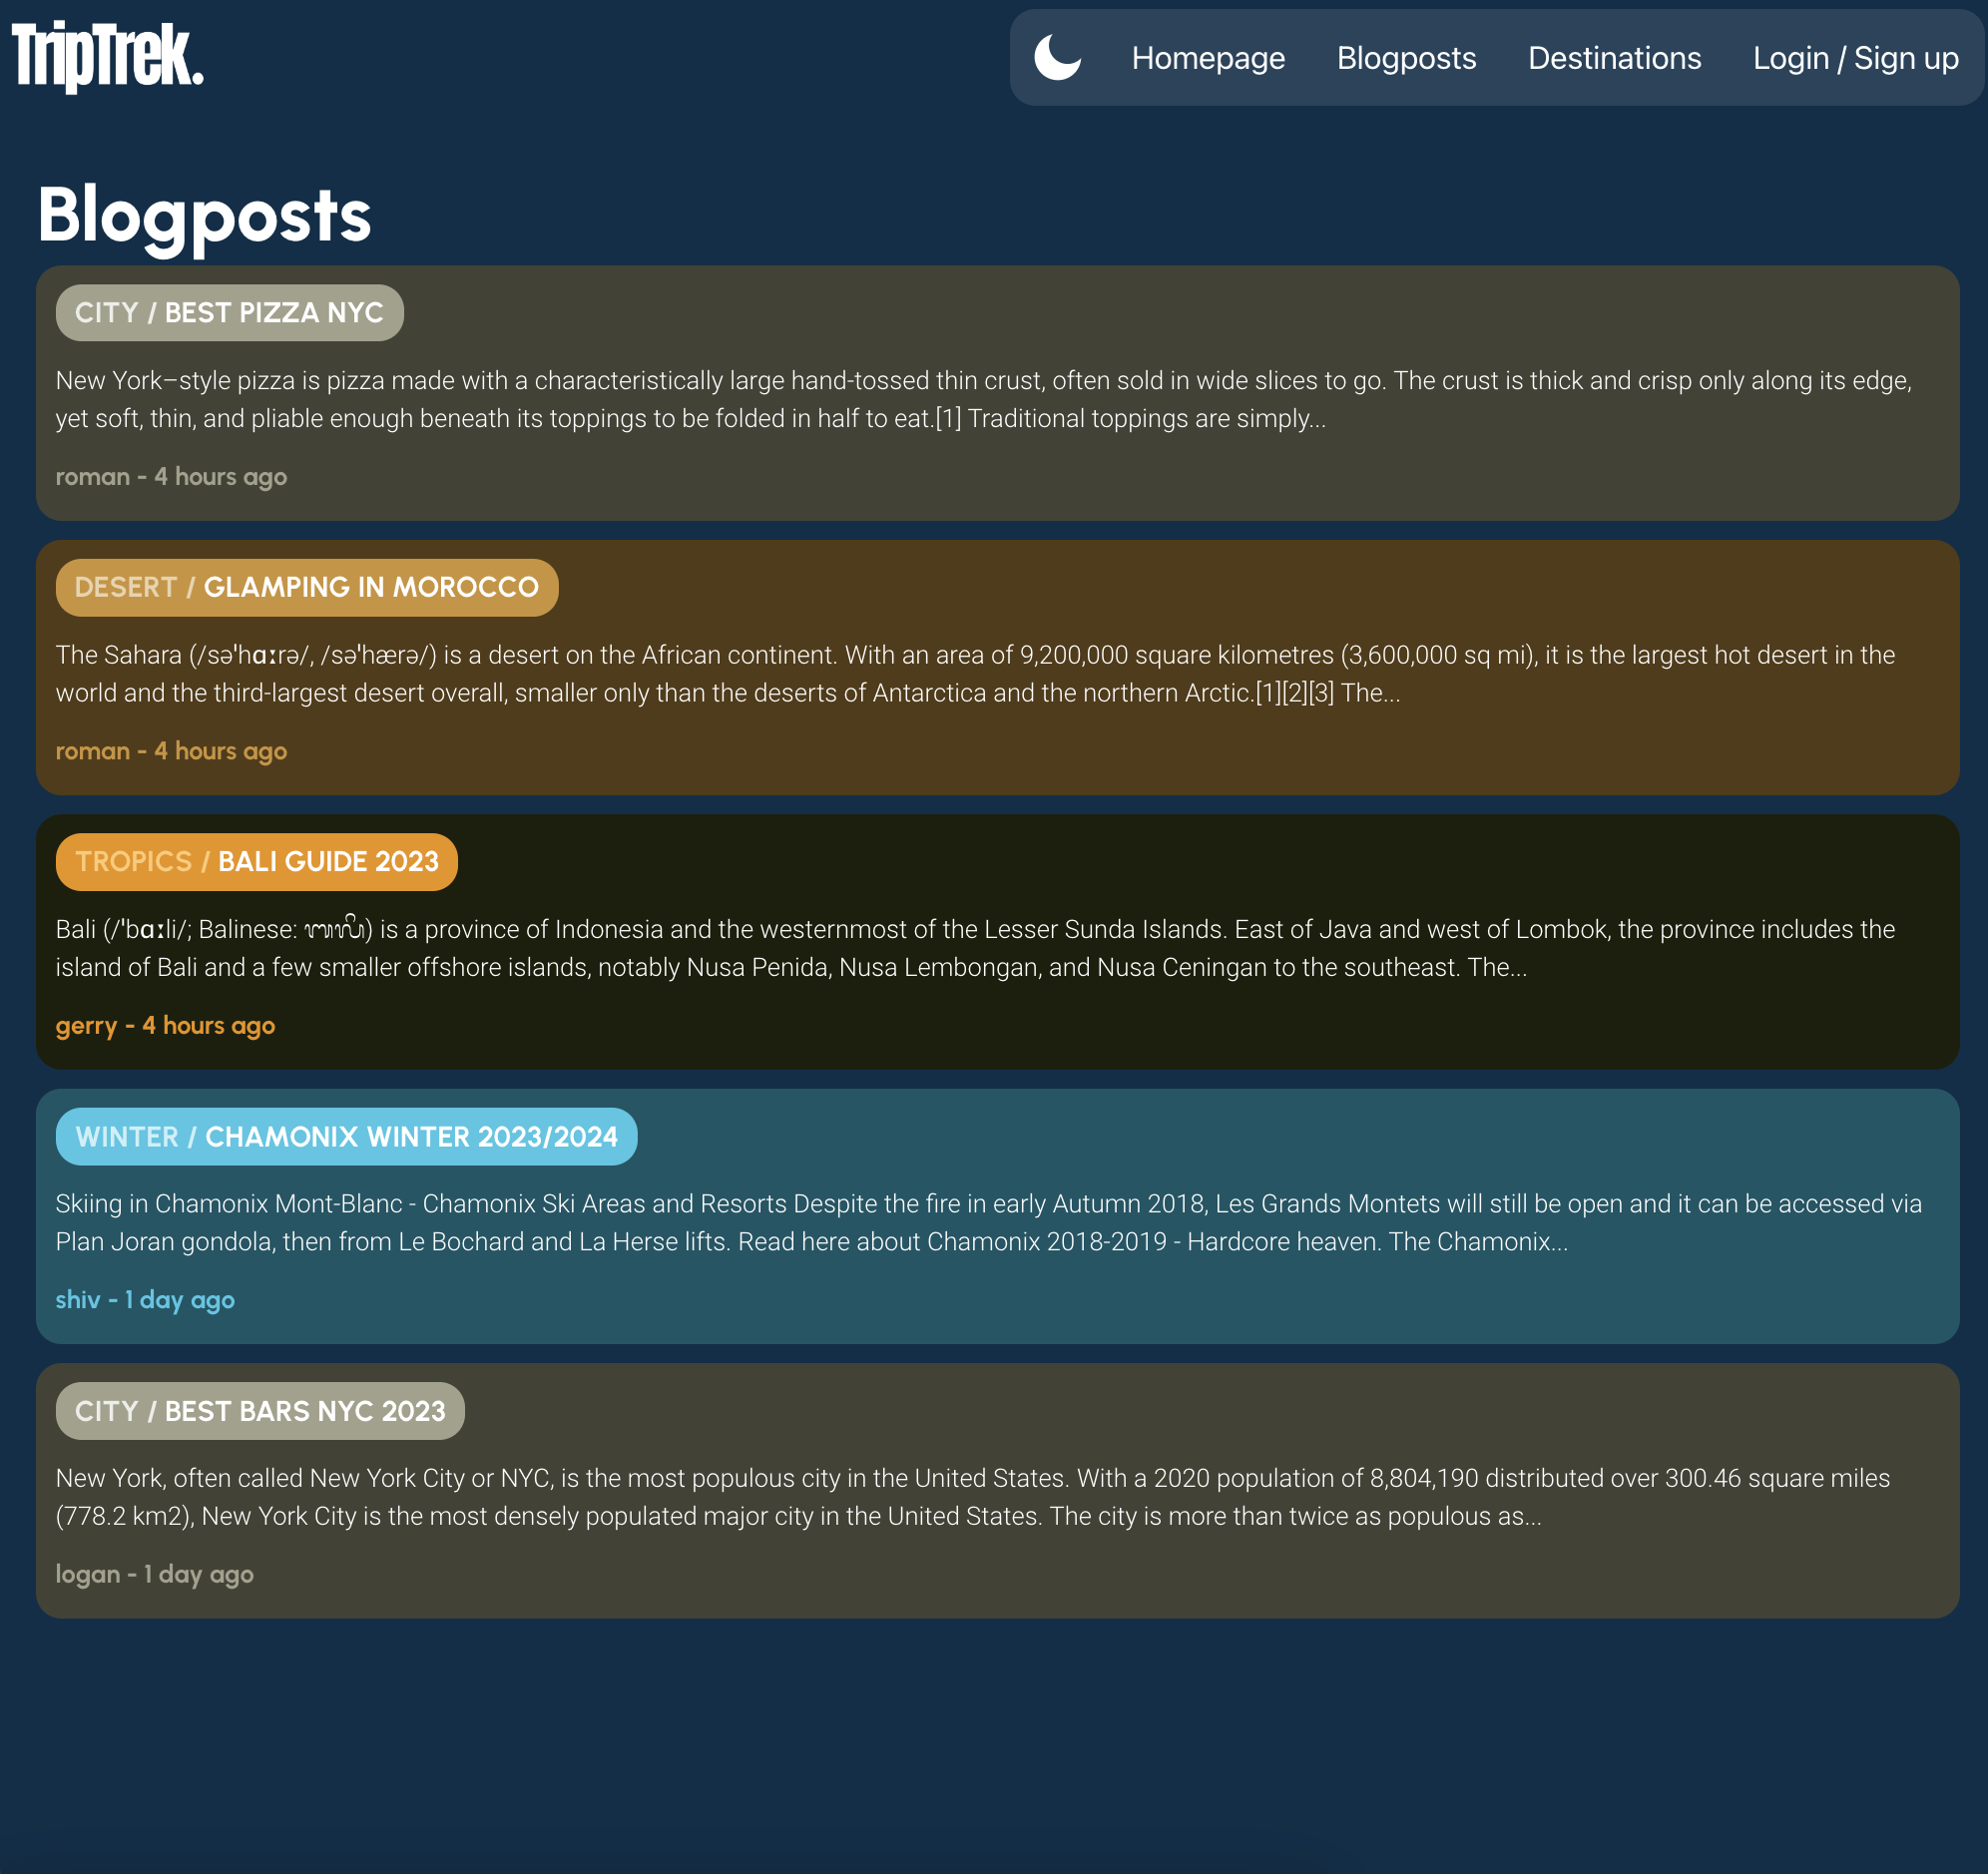 TripTrek.
Homepage Blogposts Destinations Login / Sign up
Blogposts
CITY / BEST PIZZA NYC
New York–style pizza is pizza made with a characteristically large hand-tossed thin crust, often sold in wide slices to go. The crust is thick and crisp only along its edge,
yet soft, thin, and pliable enough beneath its toppings to be folded in half to eat.[1] Traditional toppings are simply...
roman - 4 hours ago
DESERT / GLAMPING IN MOROCCO
The Sahara (/səˈhɑːrə/, /səˈhærə/) is a desert on the African continent. With an area of 9,200,000 square kilometres (3,600,000 sq mi), it is the largest hot desert in the
world and the third-largest desert overall, smaller only than the deserts of Antarctica and the northern Arctic.[1][2][3] The...
roman - 4 hours ago
TROPICS / BALI GUIDE 2023
Bali (/ˈbɑːli/; Balinese: ᬩᬮᬶ) is a province of Indonesia and the westernmost of the Lesser Sunda Islands. East of Java and west of Lombok, the province includes the
island of Bali and a few smaller offshore islands, notably Nusa Penida, Nusa Lembongan, and Nusa Ceningan to the southeast. The...
gerry - 4 hours ago
WINTER / CHAMONIX WINTER 2023/2024
Skiing in Chamonix Mont-Blanc - Chamonix Ski Areas and Resorts Despite the fire in early Autumn 2018, Les Grands Montets will still be open and it can be accessed via
Plan Joran gondola, then from Le Bochard and La Herse lifts. Read here about Chamonix 2018-2019 - Hardcore heaven. The Chamonix...
shiv - 1 day ago
CITY / BEST BARS NYC 2023
New York, often called New York City or NYC, is the most populous city in the United States. With a 2020 population of 8,804,190 distributed over 300.46 square miles
(778.2 km2), New York City is the most densely populated major city in the United States. The city is more than twice as populous as...
logan - 1 day ago